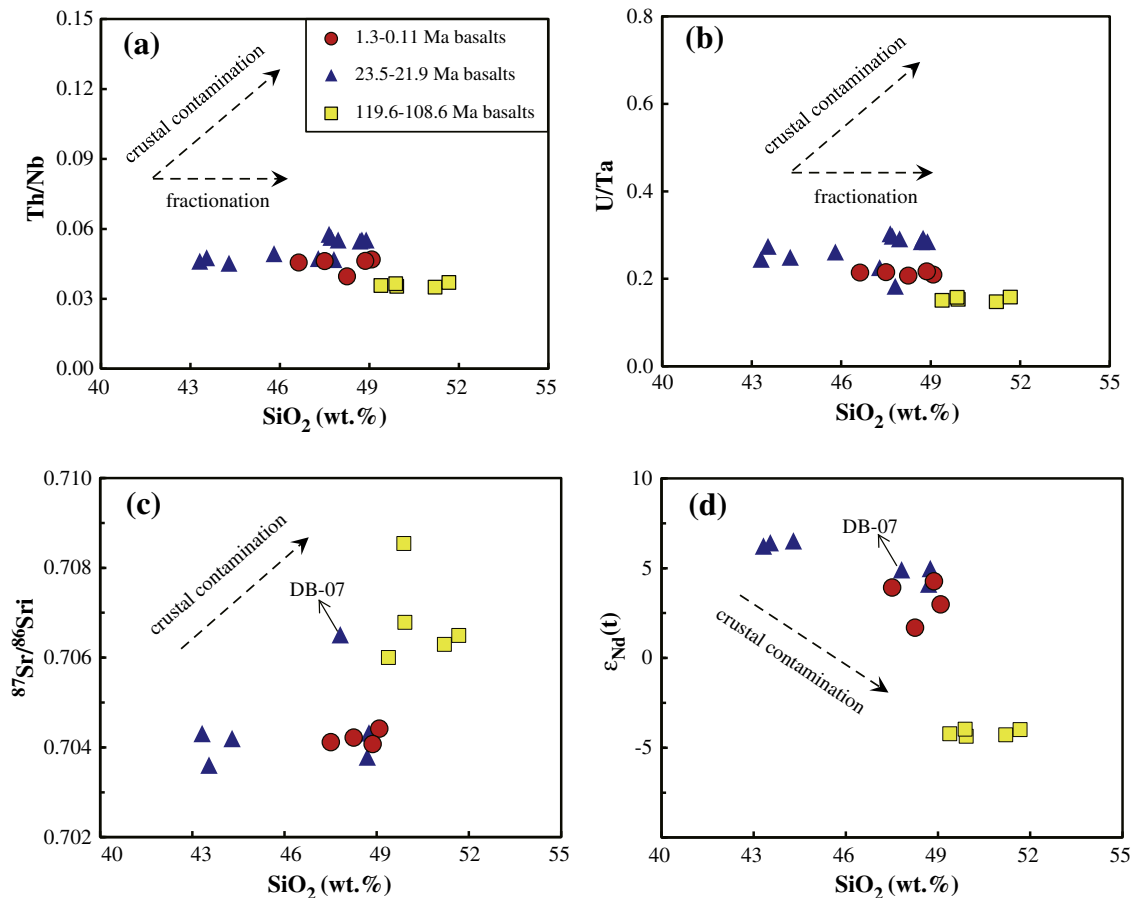 (a)
1.3-0.11 Ma basalts
23.5-21.9 Ma basalts
119.6-108.6 Ma basalts
crustal contamination
fractionation
Th/Nb
0.15
0.12
0.09
0.06
0.03
0.00
40 43 46 49 52 55
SiO2 (wt.%)
(b)
crustal contamination
fractionation
U/Ta
0.8
0.6
0.4
0.2
0.0
40 43 46 49 52 55
SiO2 (wt.%)
(c)
crustal contamination
DB-07
87Sr/86Sri
0.710
0.708
0.706
0.704
0.702
40 43 46 49 52 55
SiO2 (wt.%)
(d)
DB-07
crustal contamination
εNd(t)
10
5
0
-5
40 43 46 49 52 55
SiO2 (wt.%)